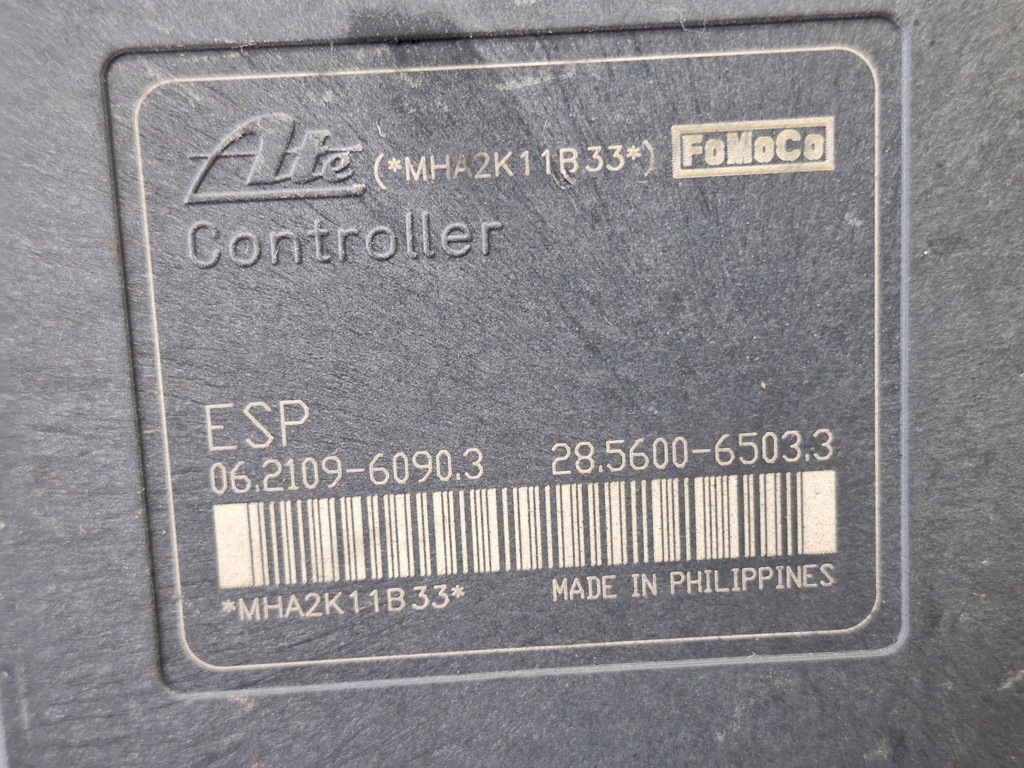 Ate (*MHA2K11B33*) FoMoCo
Controller
ESP
06.2109-6090.3 28.5600-6503.3
*MHA2K11B33* MADE IN PHILIPPINES